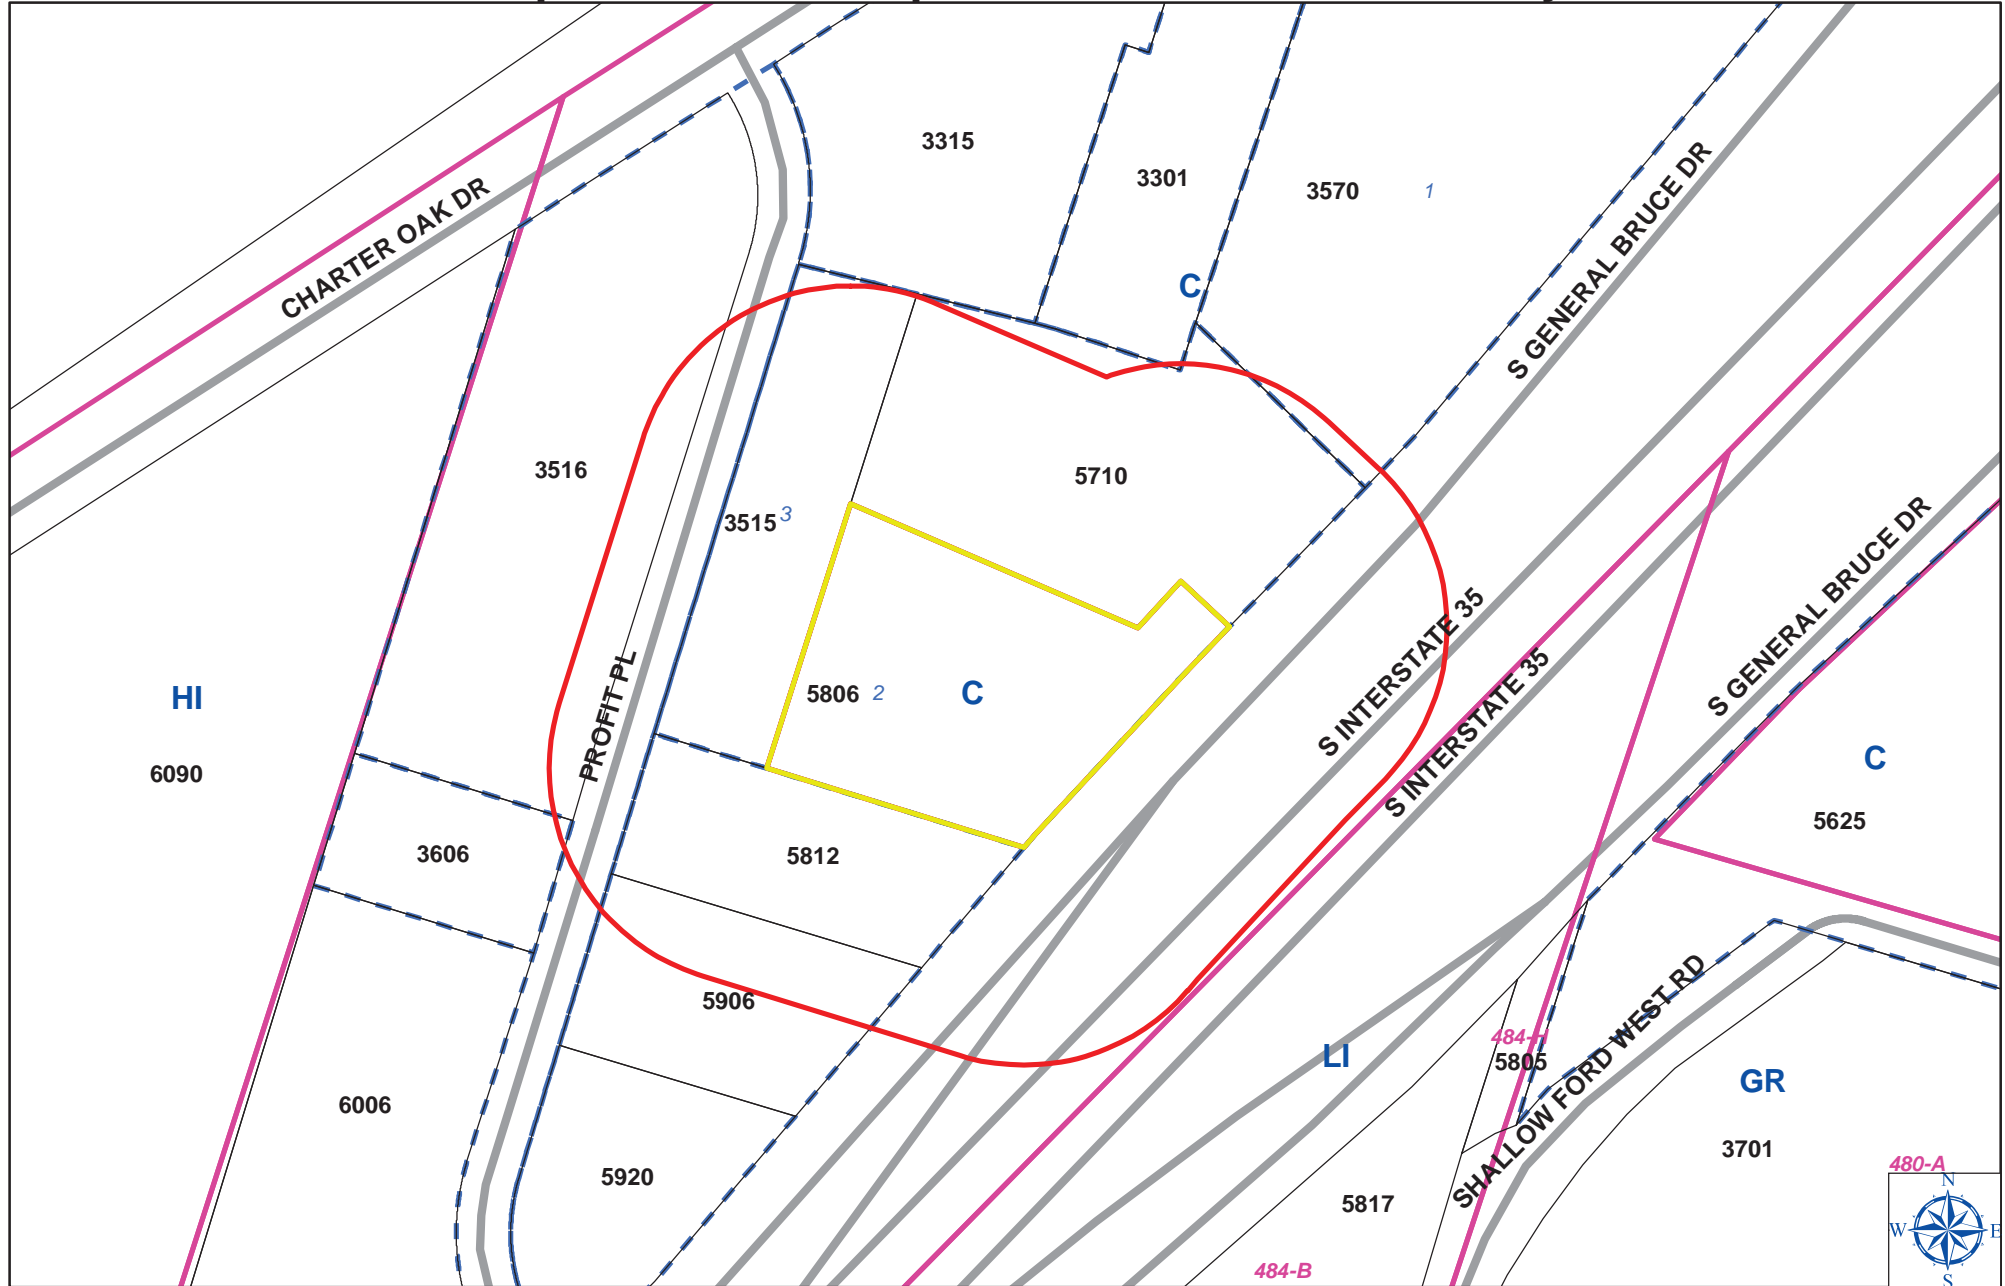 3315
3301
3570
1
CHARTER OAK DR
S GENERAL BRUCE DR
C
3516
5710
3515
3
S GENERAL BRUCE DR
S INTERSTATE 35
S INTERSTATE 35
PROFIT PL
HI
5806
2
C
6090
C
5625
3606
5812
5906
484-H
5805
LI
SHALLOW FORD WEST RD
GR
6006
3701
5920
480-A
5817
484-B
N
W
E
S